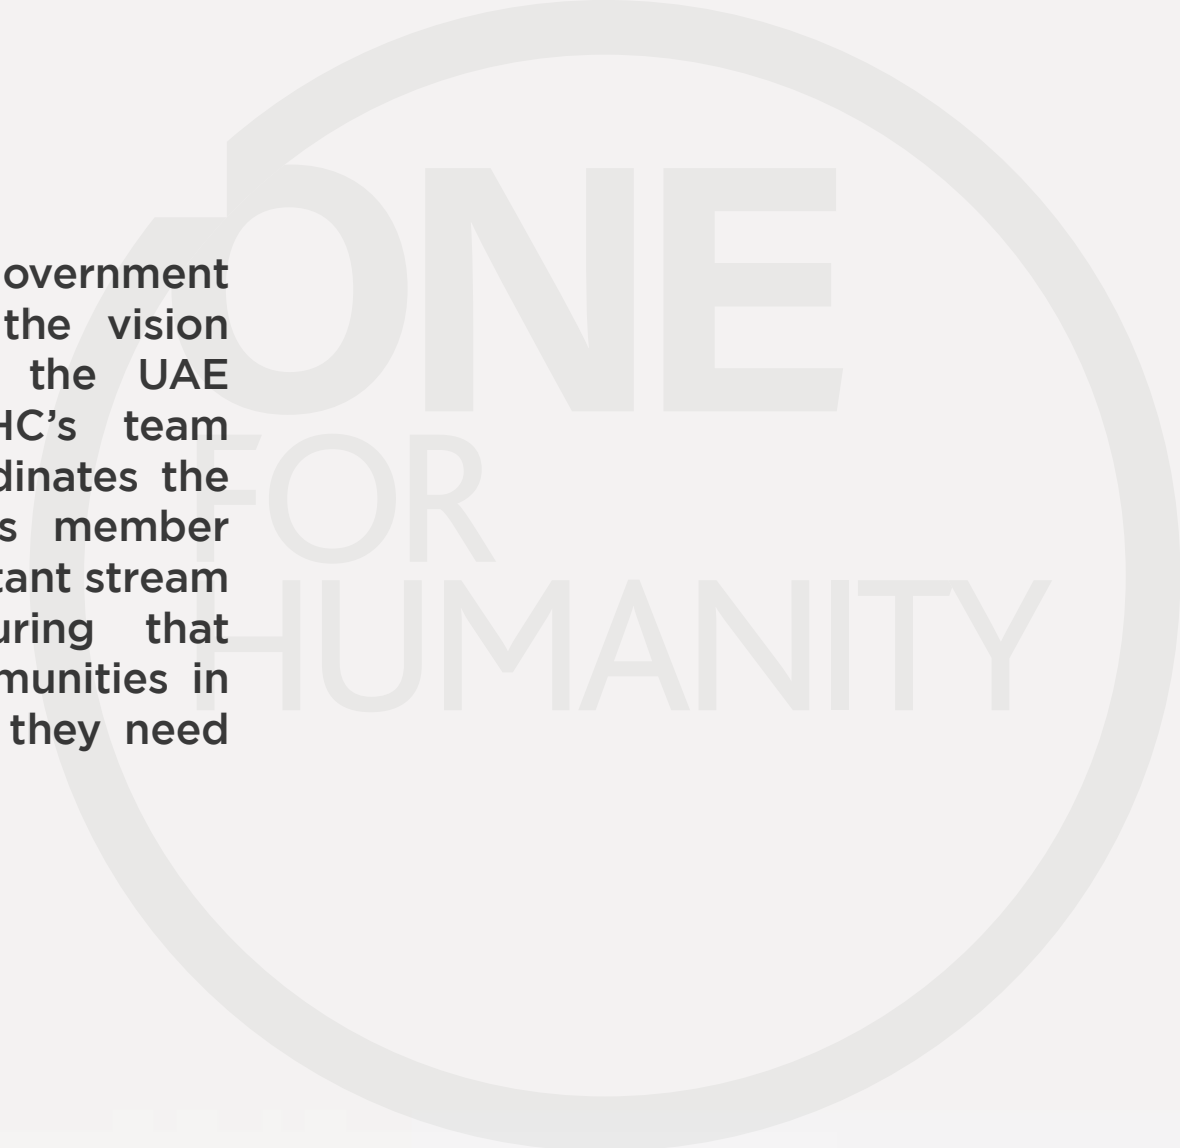 overnment
the vision
the UAE
HC’s team
dinates the
s member
tant stream
uring that
munities in
they need
ONE
FOR
HUMANITY